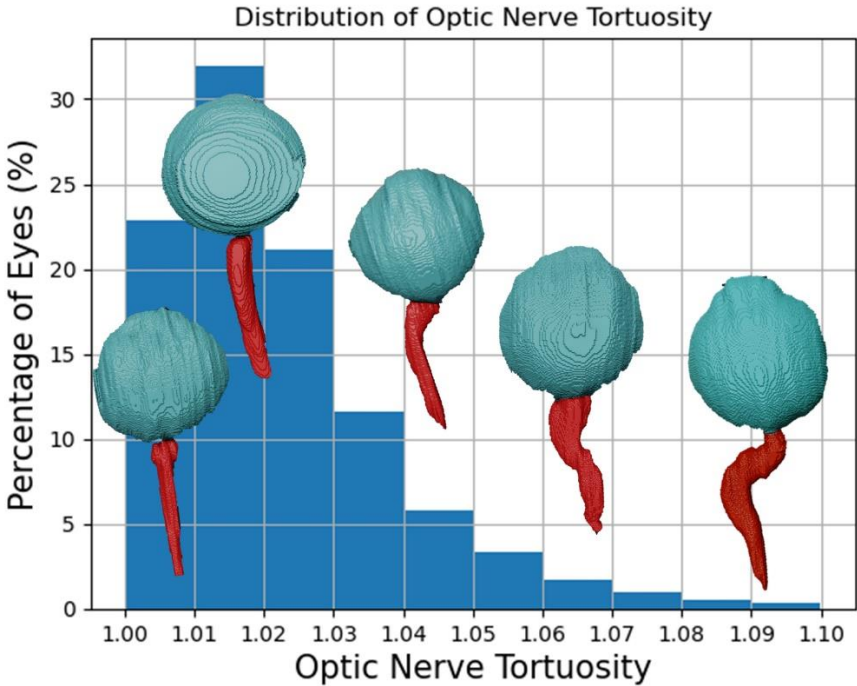 Distribution of Optic Nerve Tortuosity
Percentage of Eyes (%)
30
25
20
15
10
5
0
1.00 1.01 1.02 1.03 1.04 1.05 1.06 1.07 1.08 1.09 1.10
Optic Nerve Tortuosity